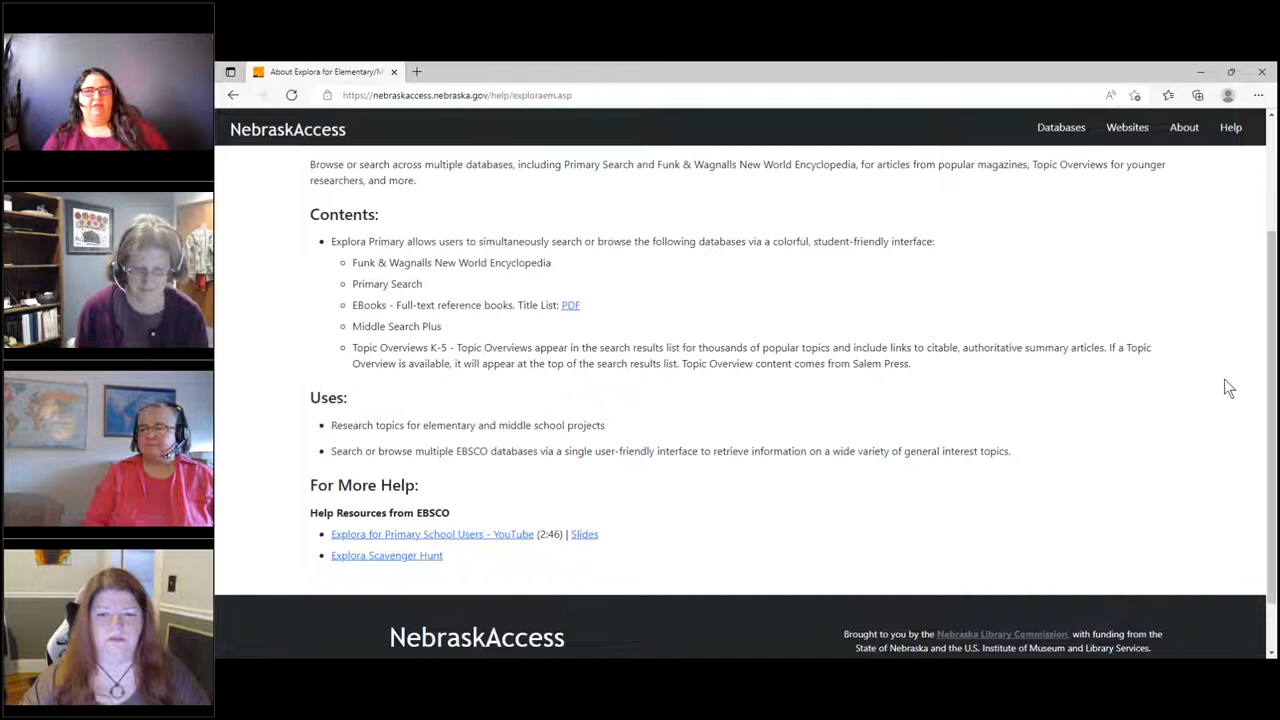 About Explora for Elementary/M
https://nebraskaccess.nebraska.gov/help/exploraem.asp
NebraskAccess
Databases
Websites
About
Help
Browse or search across multiple databases, including Primary Search and Funk & Wagnalls New World Encyclopedia, for articles from popular magazines, Topic Overviews for younger
researchers, and more.
Contents:
Explora Primary allows users to simultaneously search or browse the following databases via a colorful, student-friendly interface:
Funk & Wagnalls New World Encyclopedia
Primary Search
EBooks - Full-text reference books. Title List: PDF
Middle Search Plus
Topic Overviews K-5 - Topic Overviews appear in the search results list for thousands of popular topics and include links to citable, authoritative summary articles. If a Topic
Overview is available, it will appear at the top of the search results list. Topic Overview content comes from Salem Press.
Uses:
Research topics for elementary and middle school projects
Search or browse multiple EBSCO databases via a single user-friendly interface to retrieve information on a wide variety of general interest topics.
For More Help:
Help Resources from EBSCO
Explora for Primary School Users - YouTube (2:46) | Slides
Explora Scavenger Hunt
NebraskAccess
Brought to you by the Nebraska Library Commission, with funding from the
State of Nebraska and the U.S. Institute of Museum and Library Services.